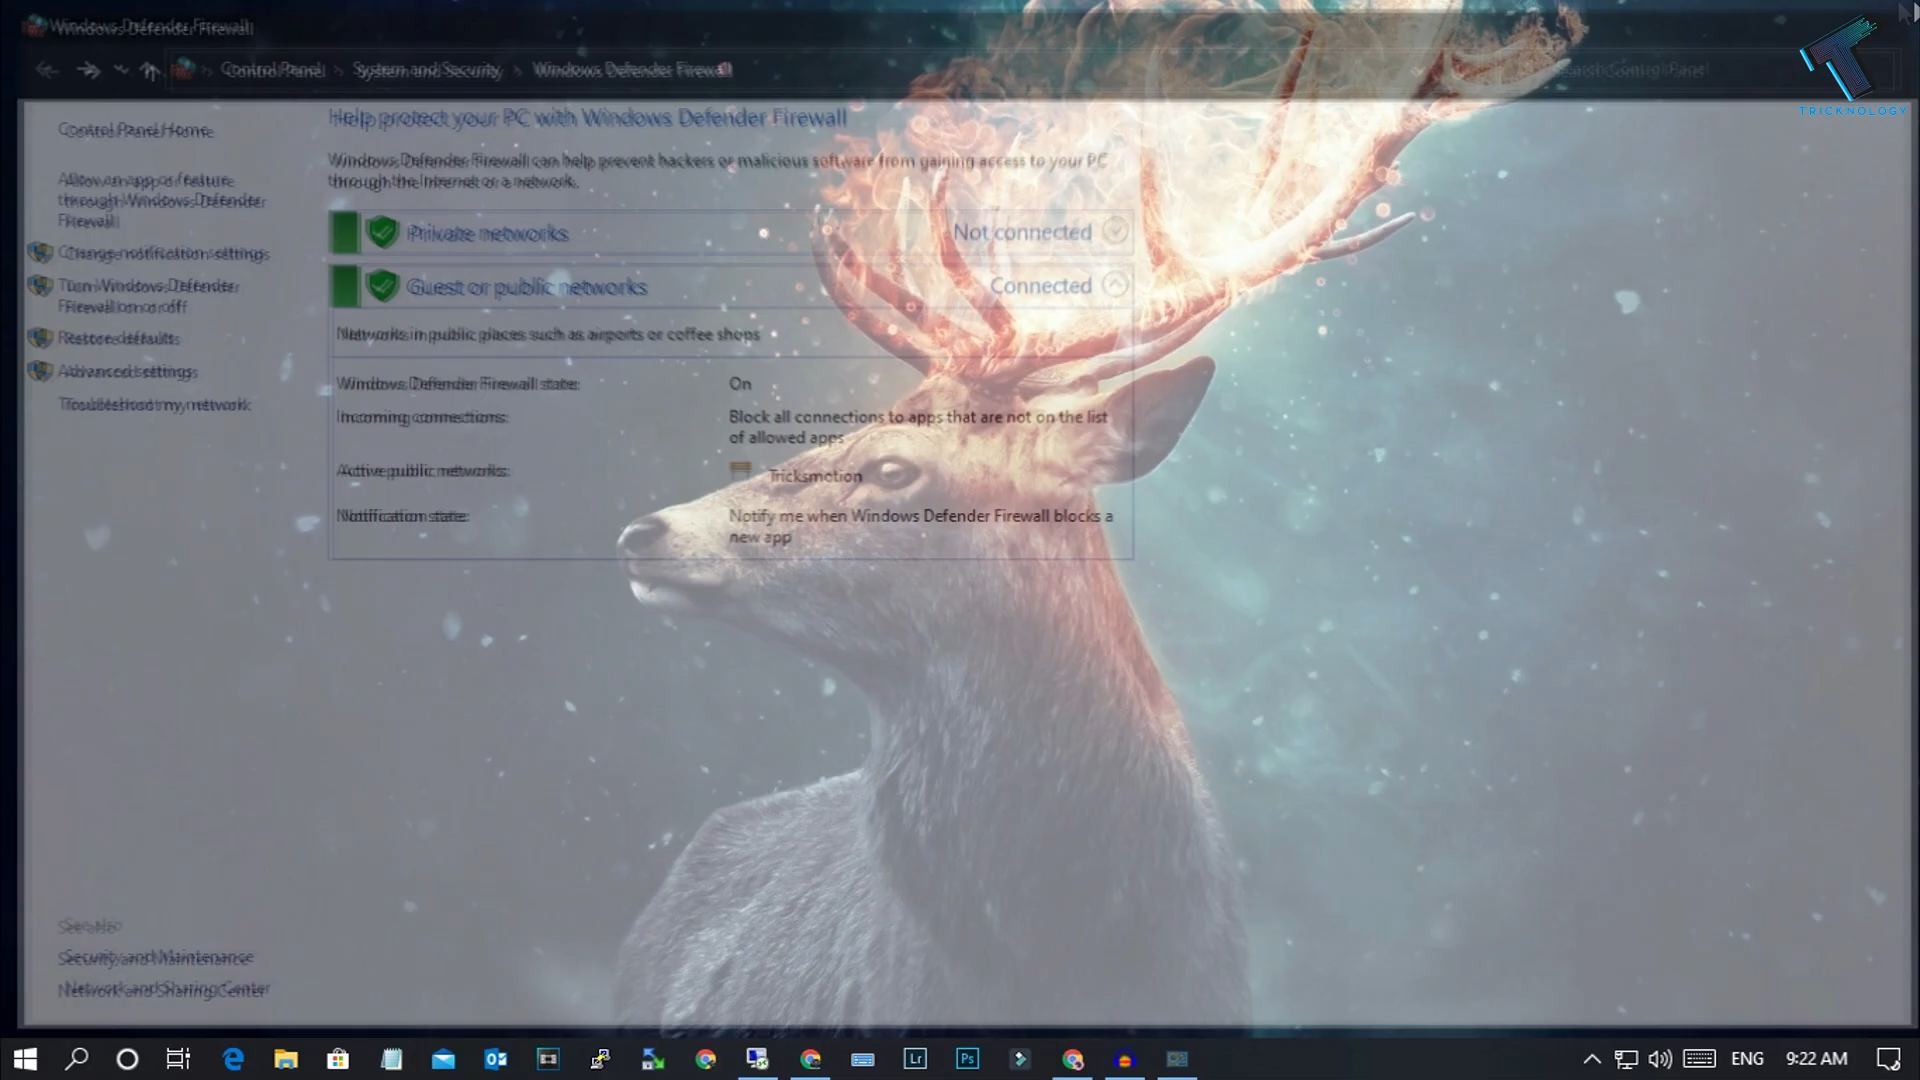 Windows Defender Firewall
Control Panel > System and Security > Windows Defender Firewall
Search Control Panel
TRICKNOLOGY
Control Panel Home
Allow an app or feature
through Windows Defender
Firewall
Change notification settings
Turn Windows Defender
Firewall on or off
Restore defaults
Advanced settings
Troubleshoot my network
Help protect your PC with Windows Defender Firewall
Windows Defender Firewall can help prevent hackers or malicious software from gaining access to your PC
through the Internet or a network.
Private networks Not connected
Guest or public networks Connected
Networks in public places such as airports or coffee shops
Windows Defender Firewall state: On
Incoming connections: Block all connections to apps that are not on the list
of allowed apps
Active public networks: Tricksmotion
Notification state: Notify me when Windows Defender Firewall blocks a
new app
See also
Security and Maintenance
Network and Sharing Center
Lr
Ps
ENG
9:22 AM